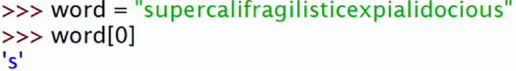 >>> word = "supercalifragilisticexpialidocious"
>>> word[0]
's'